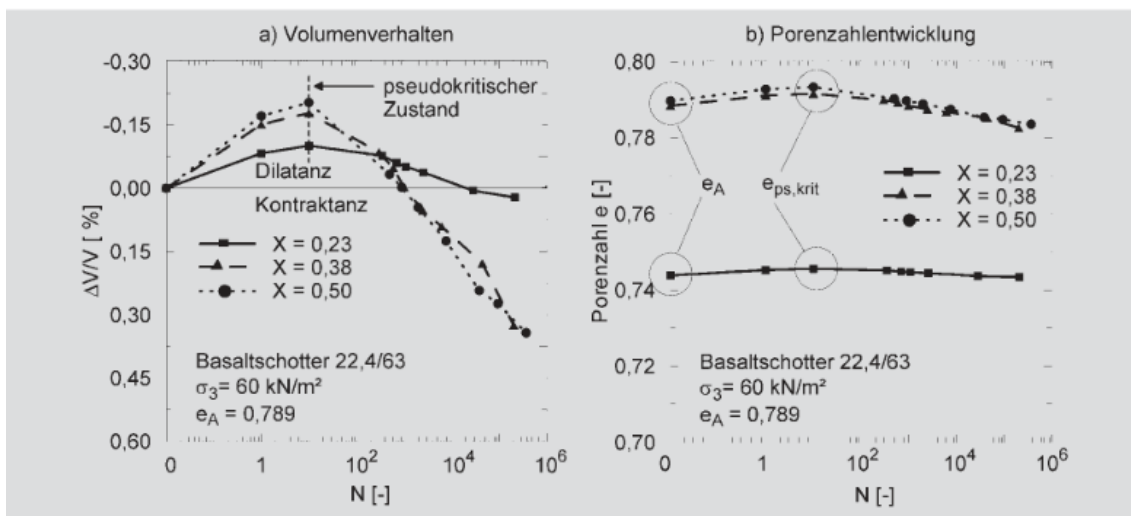 a) Volumenverhalten
-0,30
-0,15
0,00
0,15
0,30
0,45
0,60
ΔV/V [ %]
pseudokritischer
Zustand
Dilatanz
Kontraktanz
X = 0,23
X = 0,38
X = 0,50
Basaltschotter 22,4/63
σ3= 60 kN/m²
eA = 0,789
0 1 10² 10⁴ 10⁶
N [-]
b) Porenzahlentwicklung
0,80
0,78
0,76
0,74
0,72
0,70
Porenzahl e [-]
eA
eps,krit
X = 0,23
X = 0,38
X = 0,50
Basaltschotter 22,4/63
σ3= 60 kN/m²
eA = 0,789
0 1 10² 10⁴ 10⁶
N [-]